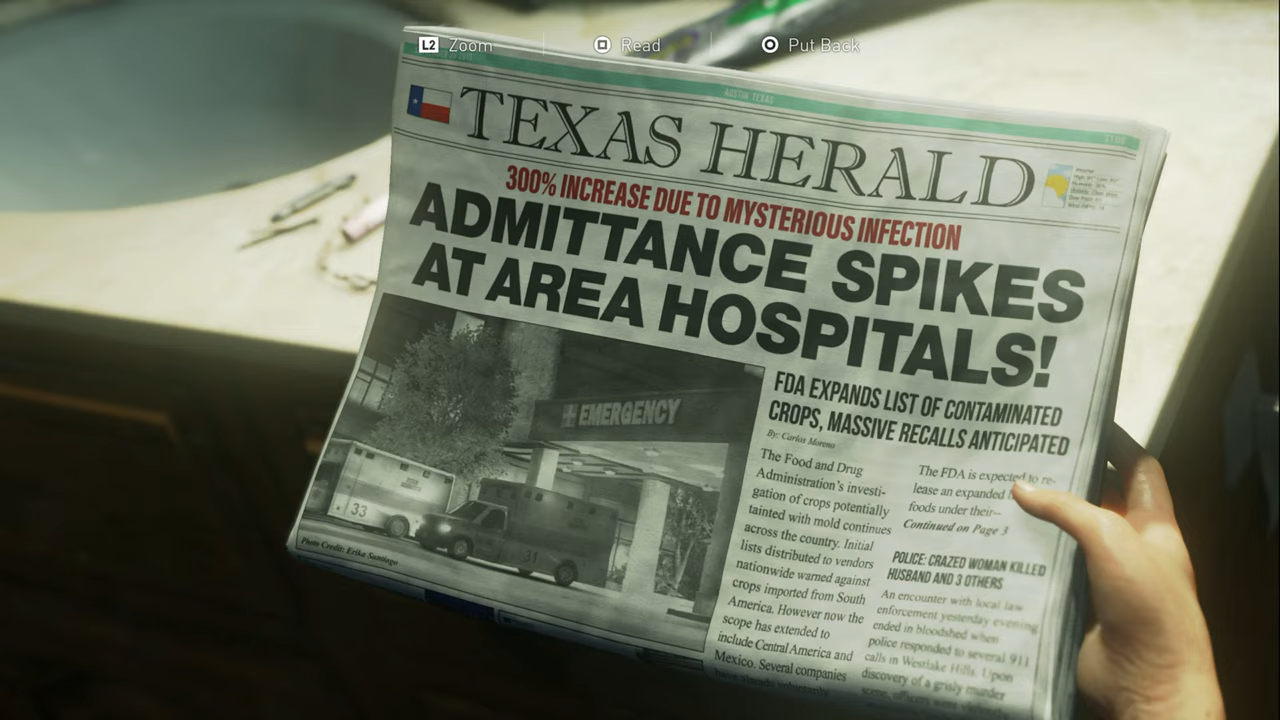 L2 Zoom
Read
Put Back
AUSTIN TEXAS
TEXAS HERALD
300% INCREASE DUE TO MYSTERIOUS INFECTION
ADMITTANCE SPIKES
AT AREA HOSPITALS!
EMERGENCY
33
31
Photo Credit: Erika Santiago
FDA EXPANDS LIST OF CONTAMINATED
CROPS, MASSIVE RECALLS ANTICIPATED
By: Carlos Moreno
The Food and Drug
Administration's investi-
gation of crops potentially
tainted with mold continues
across the country. Initial
lists distributed to vendors
nationwide warned against
crops imported from South
America. However now the
scope has extended to
include Central America and
Mexico. Several companies
have already voluntarily
The FDA is expected to re-
lease an expanded
foods under their--
Continued on Page 3
POLICE: CRAZED WOMAN KILLED
HUSBAND AND 3 OTHERS
An encounter with local law
enforcement yesterday evening
ended in bloodshed when
police responded to several 911
calls in Westlake Hills. Upon
discovery of a grisly murder
scene, officers were